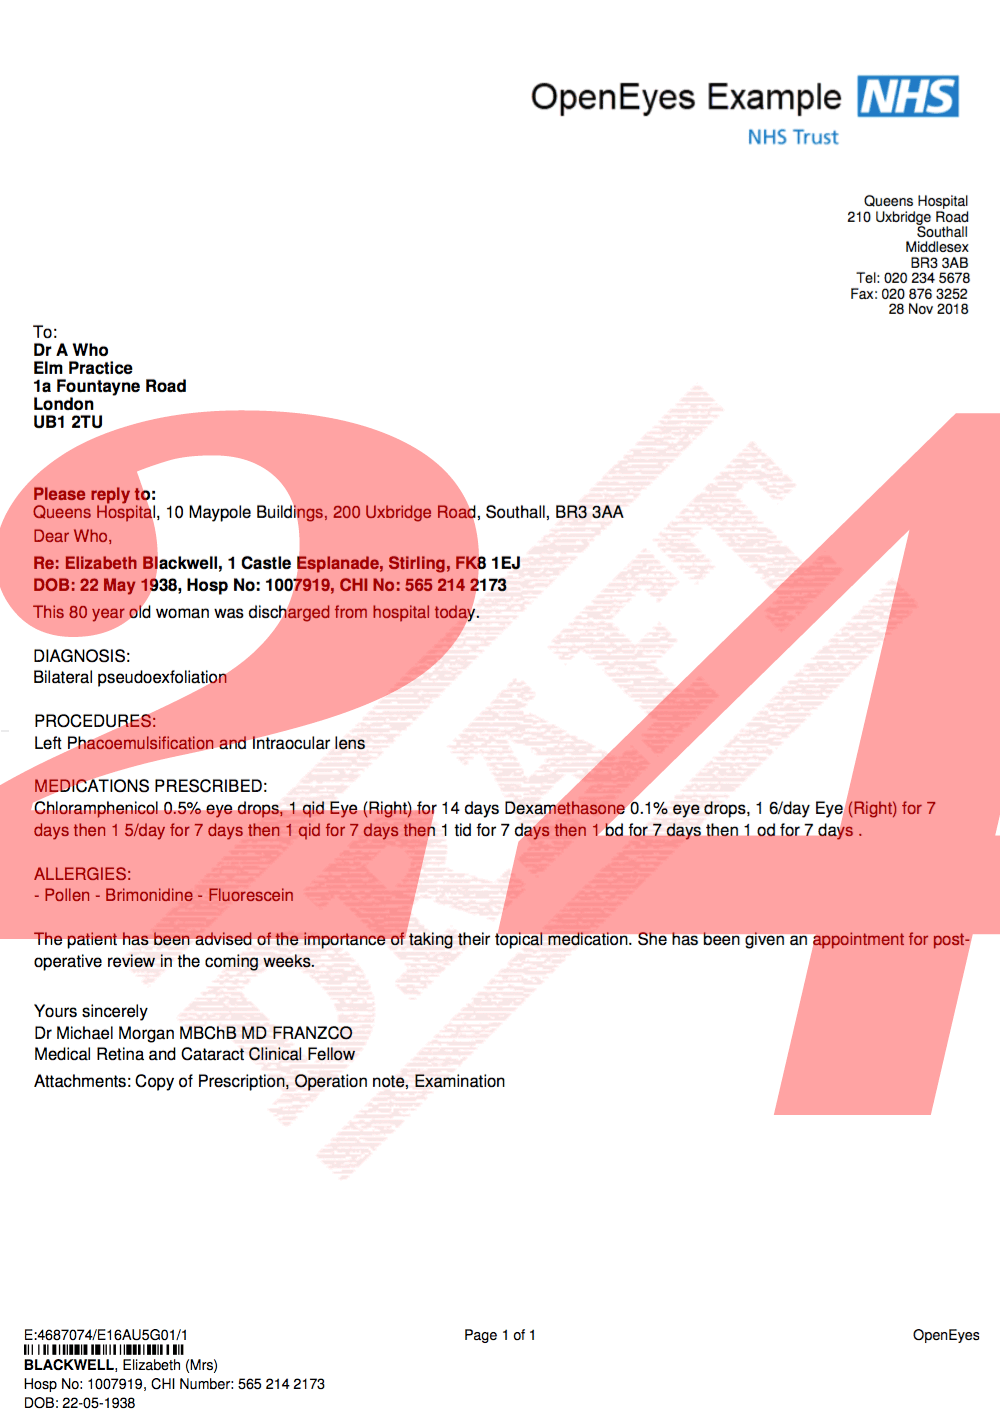 OpenEyes Example NHS
NHS Trust
Queens Hospital
210 Uxbridge Road
Southall
Middlesex
BR3 3AB
Tel: 020 234 5678
Fax: 020 876 3252
28 Nov 2018
To:
Dr A Who
Elm Practice
1a Fountayne Road
London
UB1 2TU
24
DRAFT
Please reply to:
Queens Hospital, 10 Maypole Buildings, 200 Uxbridge Road, Southall, BR3 3AA
Dear Who,
Re: Elizabeth Blackwell, 1 Castle Esplanade, Stirling, FK8 1EJ
DOB: 22 May 1938, Hosp No: 1007919, CHI No: 565 214 2173
This 80 year old woman was discharged from hospital today.
DIAGNOSIS:
Bilateral pseudoexfoliation
PROCEDURES:
Left Phacoemulsification and Intraocular lens
MEDICATIONS PRESCRIBED:
Chloramphenicol 0.5% eye drops, 1 qid Eye (Right) for 14 days Dexamethasone 0.1% eye drops, 1 6/day Eye (Right) for 7
days then 1 5/day for 7 days then 1 qid for 7 days then 1 tid for 7 days then 1 bd for 7 days then 1 od for 7 days .
ALLERGIES:
- Pollen - Brimonidine - Fluorescein
The patient has been advised of the importance of taking their topical medication. She has been given an appointment for post-
operative review in the coming weeks.
Yours sincerely
Dr Michael Morgan MBChB MD FRANZCO
Medical Retina and Cataract Clinical Fellow
Attachments: Copy of Prescription, Operation note, Examination
E:4687074/E16AU5G01/1
Page 1 of 1
OpenEyes
BLACKWELL, Elizabeth (Mrs)
Hosp No: 1007919, CHI Number: 565 214 2173
DOB: 22-05-1938